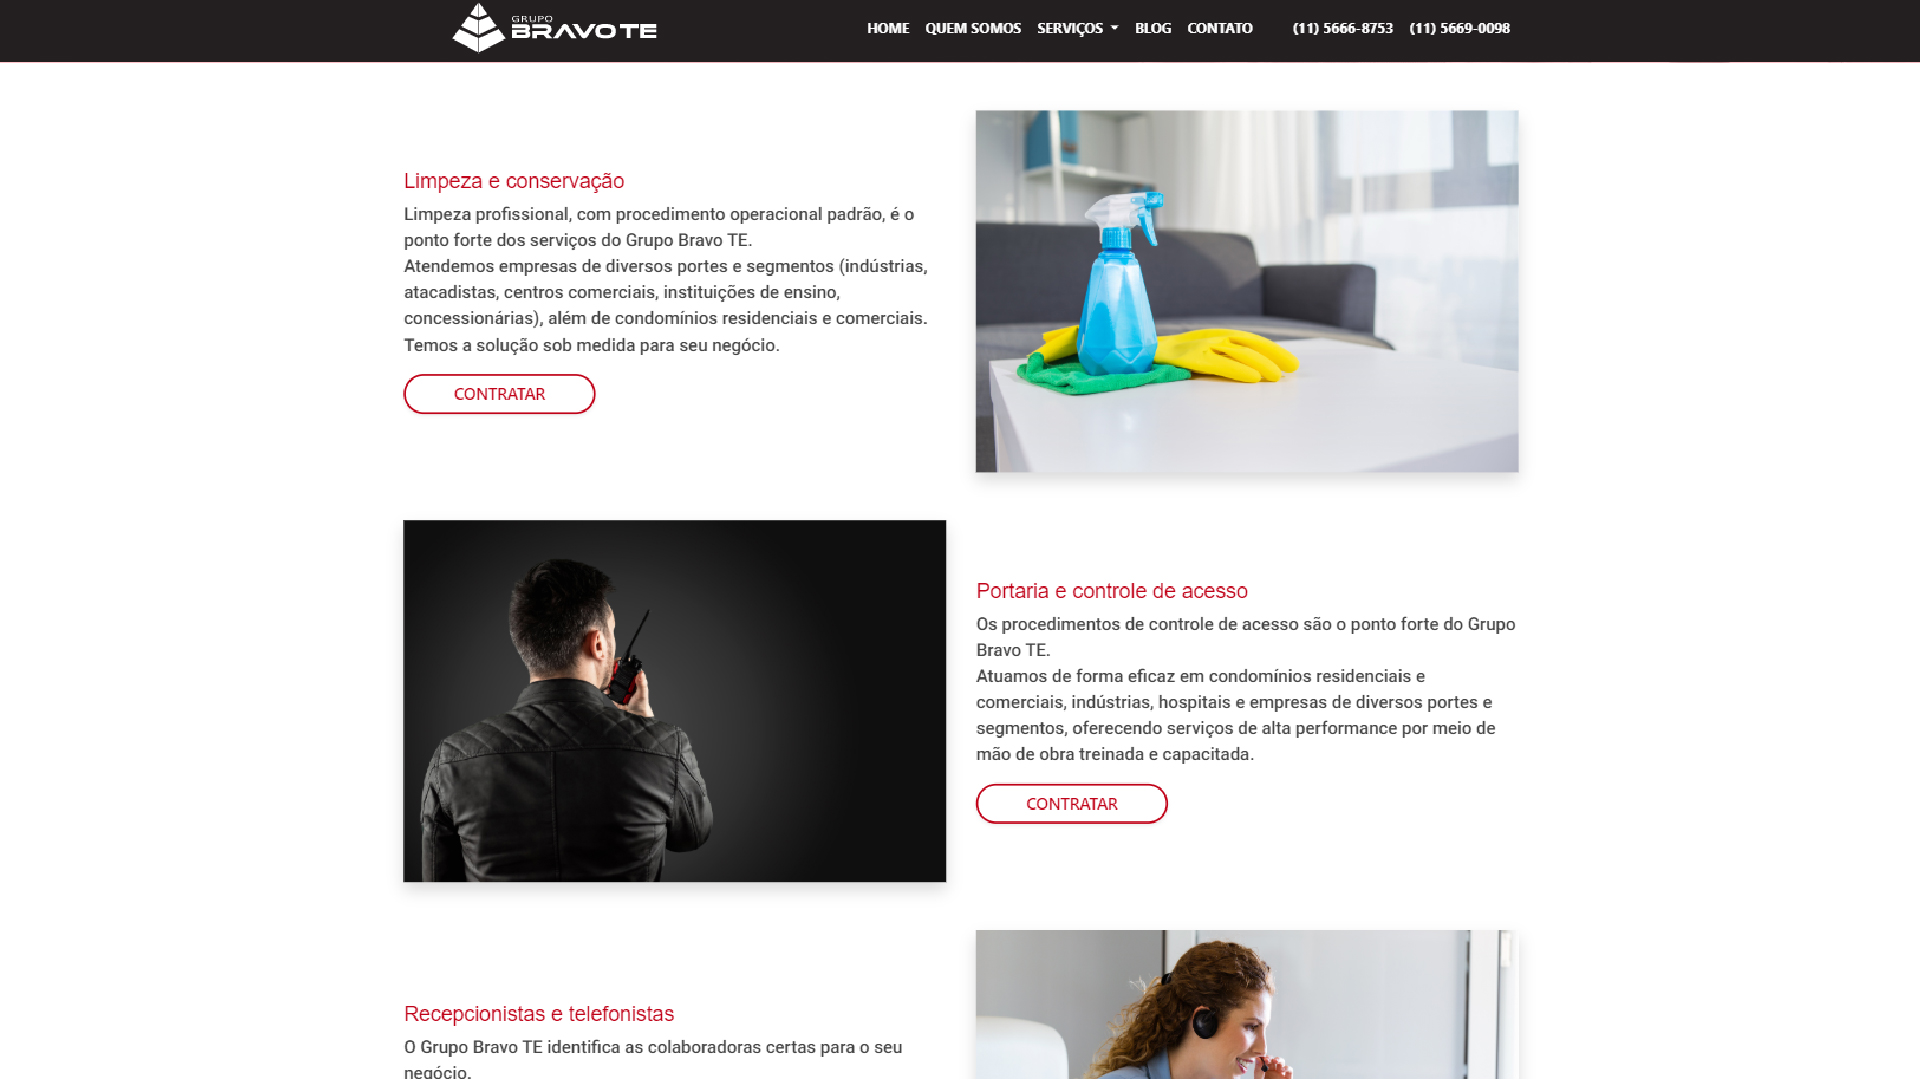 GRUPO
BRAVO TE
HOME QUEM SOMOS SERVIÇOS BLOG CONTATO (11) 5666-8753 (11) 5669-0098
Limpeza e conservação
Limpeza profissional, com procedimento operacional padrão, é o
ponto forte dos serviços do Grupo Bravo TE.
Atendemos empresas de diversos portes e segmentos (indústrias,
atacadistas, centros comerciais, instituições de ensino,
concessionárias), além de condomínios residenciais e comerciais.
Temos a solução sob medida para seu negócio.
CONTRATAR
Portaria e controle de acesso
Os procedimentos de controle de acesso são o ponto forte do Grupo
Bravo TE.
Atuamos de forma eficaz em condomínios residenciais e
comerciais, indústrias, hospitais e empresas de diversos portes e
segmentos, oferecendo serviços de alta performance por meio de
mão de obra treinada e capacitada.
CONTRATAR
Recepcionistas e telefonistas
O Grupo Bravo TE identifica as colaboradoras certas para o seu
negócio.